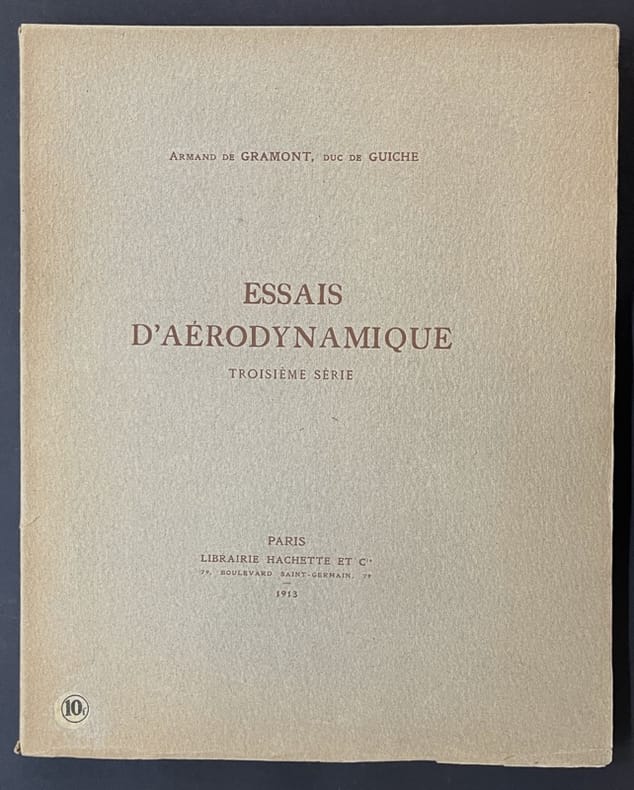 ARMAND DE GRAMONT, DUC DE GUICHE
ESSAIS
D'AÉRODYNAMIQUE
TROISIÈME SÉRIE
PARIS
LIBRAIRIE HACHETTE ET Cie
79, BOULEVARD SAINT-GERMAIN, 79
1913
10f